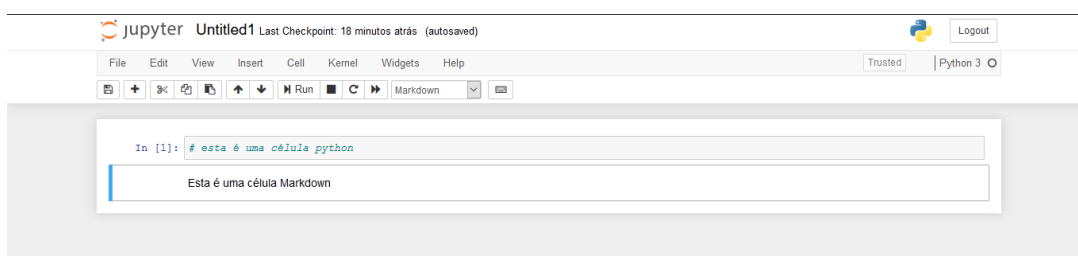 jupyter Untitled1 Last Checkpoint: 18 minutos atrás (autosaved) Logout
File Edit View Insert Cell Kernel Widgets Help Trusted Python 3
Run Markdown
In [1]: # esta é uma célula python
Esta é uma célula Markdown